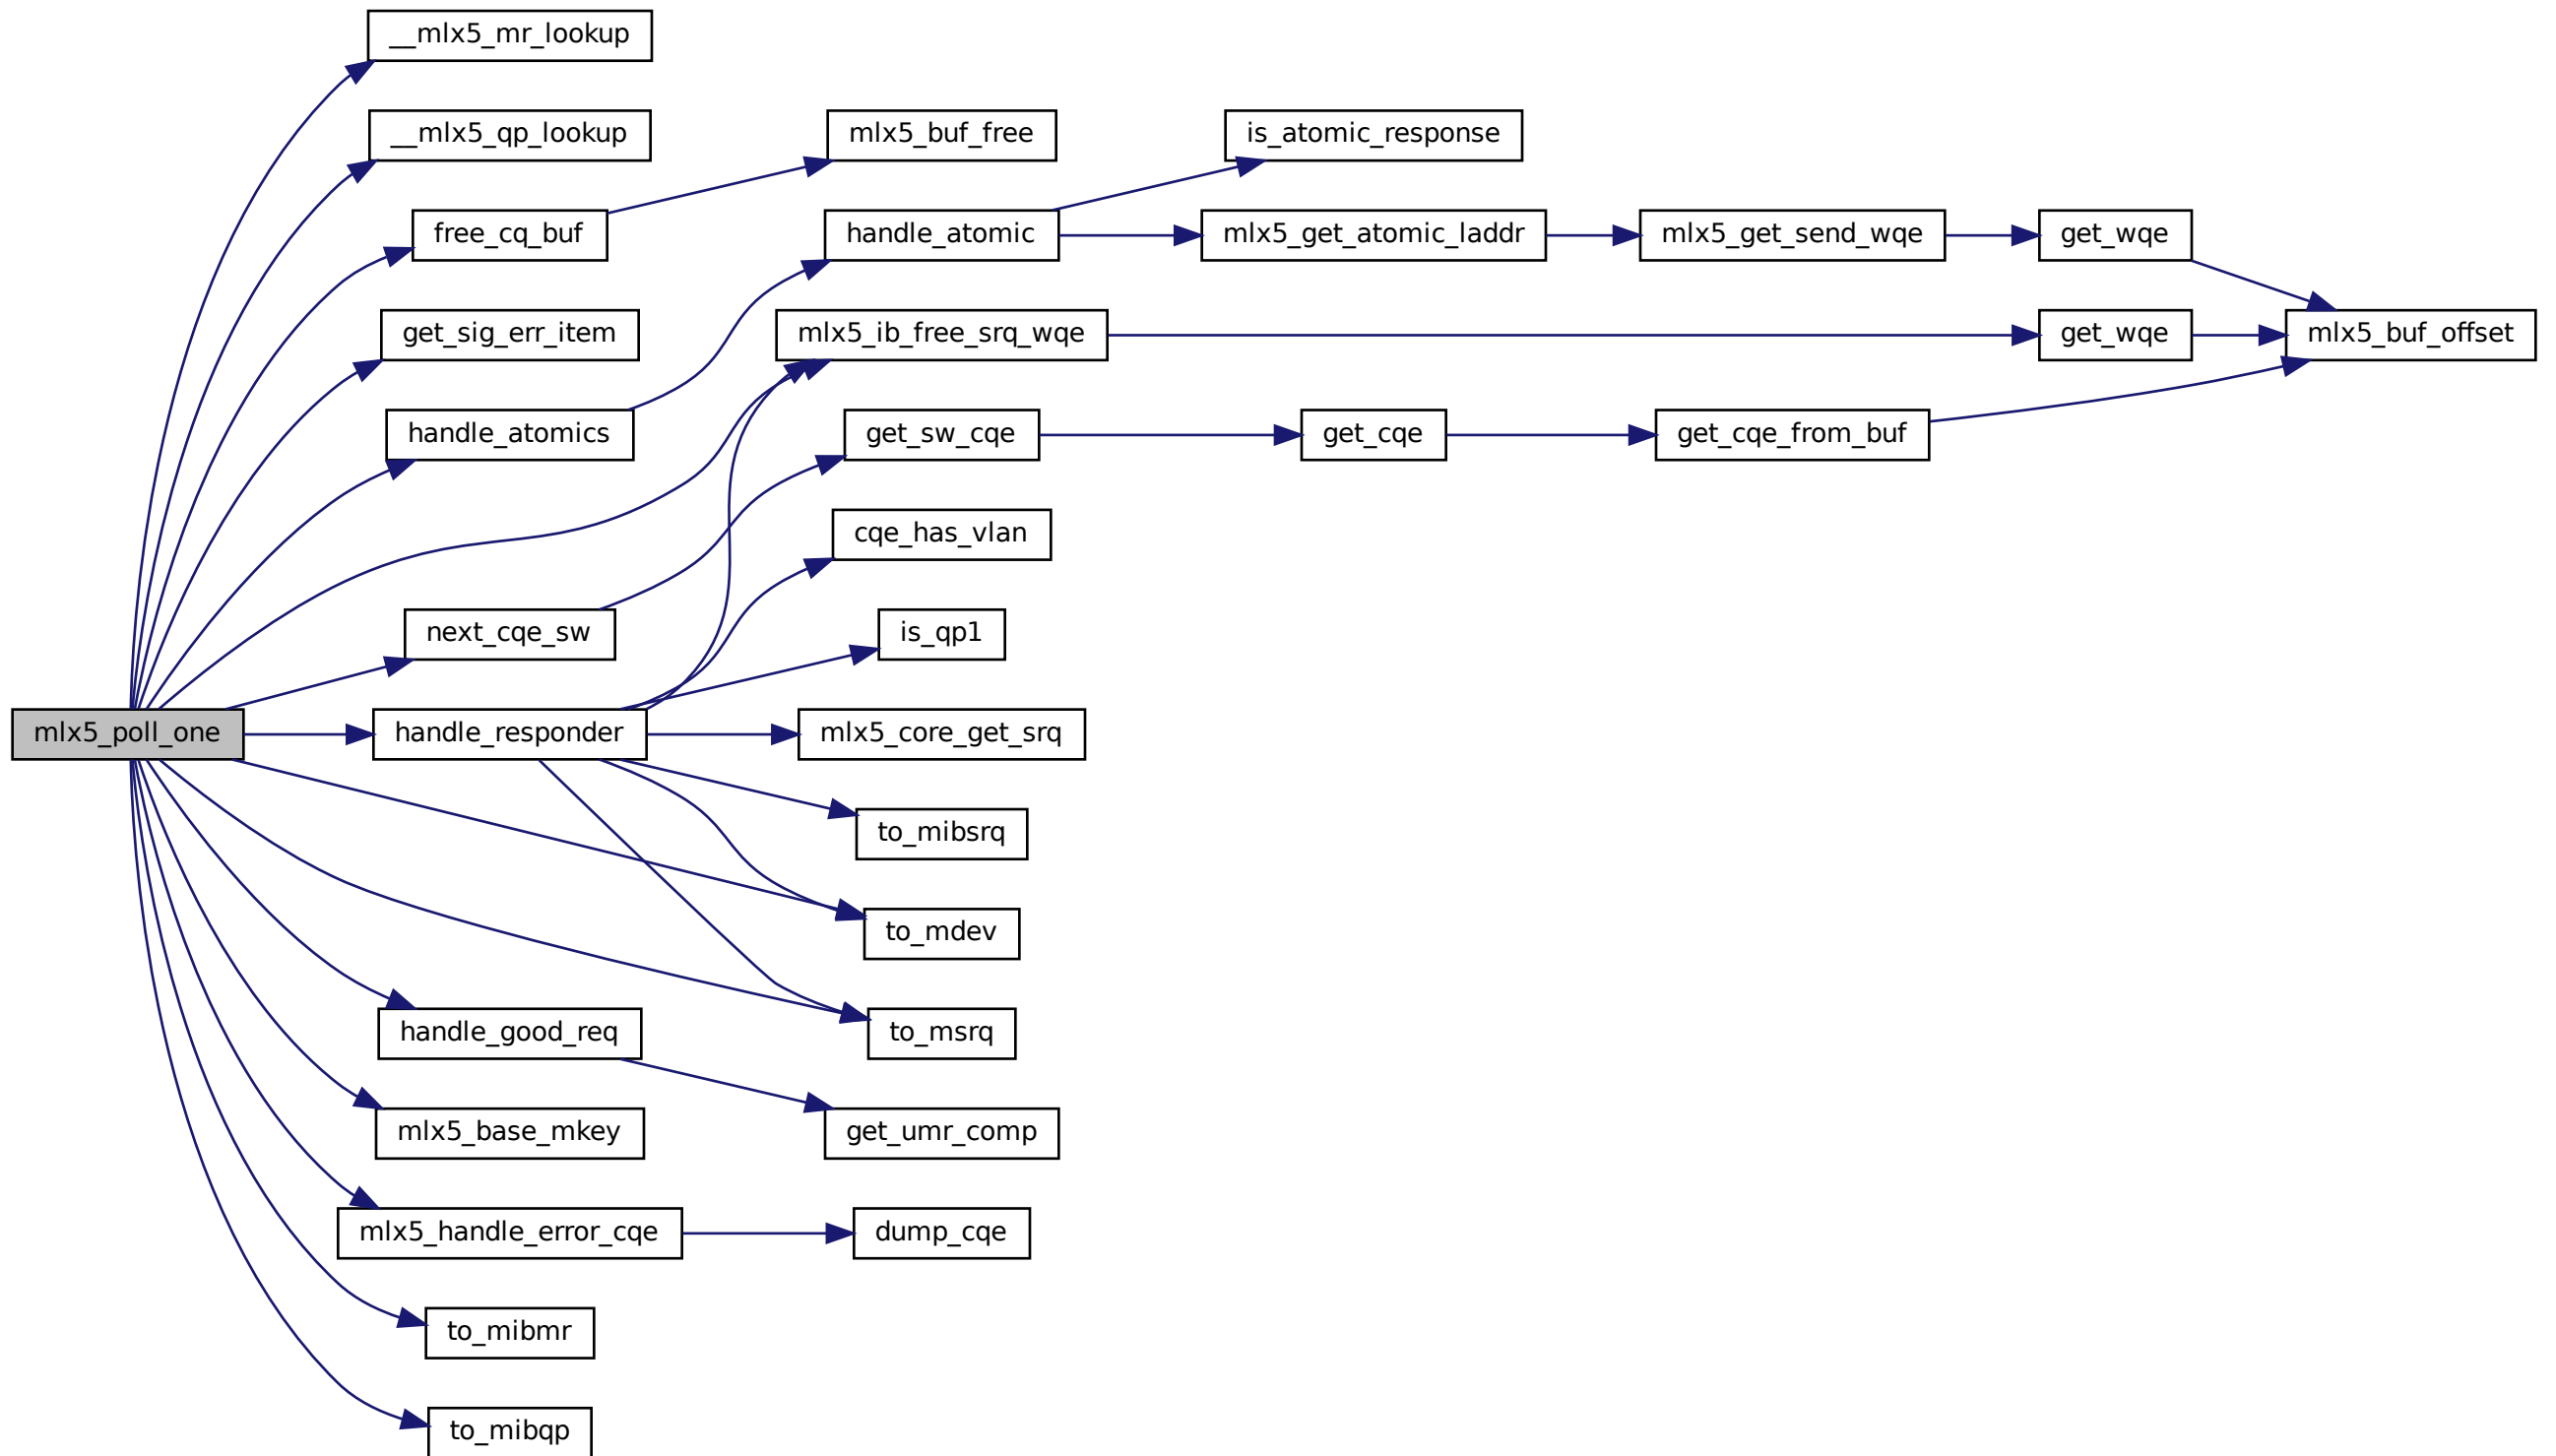 __mlx5_mr_lookup
__mlx5_qp_lookup
mlx5_buf_free
is_atomic_response
free_cq_buf
handle_atomic
mlx5_get_atomic_laddr
mlx5_get_send_wqe
get_wqe
get_sig_err_item
mlx5_ib_free_srq_wqe
get_wqe
mlx5_buf_offset
handle_atomics
get_sw_cqe
get_cqe
get_cqe_from_buf
cqe_has_vlan
next_cqe_sw
is_qp1
mlx5_poll_one
handle_responder
mlx5_core_get_srq
to_mibsrq
to_mdev
handle_good_req
to_msrq
mlx5_base_mkey
get_umr_comp
mlx5_handle_error_cqe
dump_cqe
to_mibmr
to_mibqp